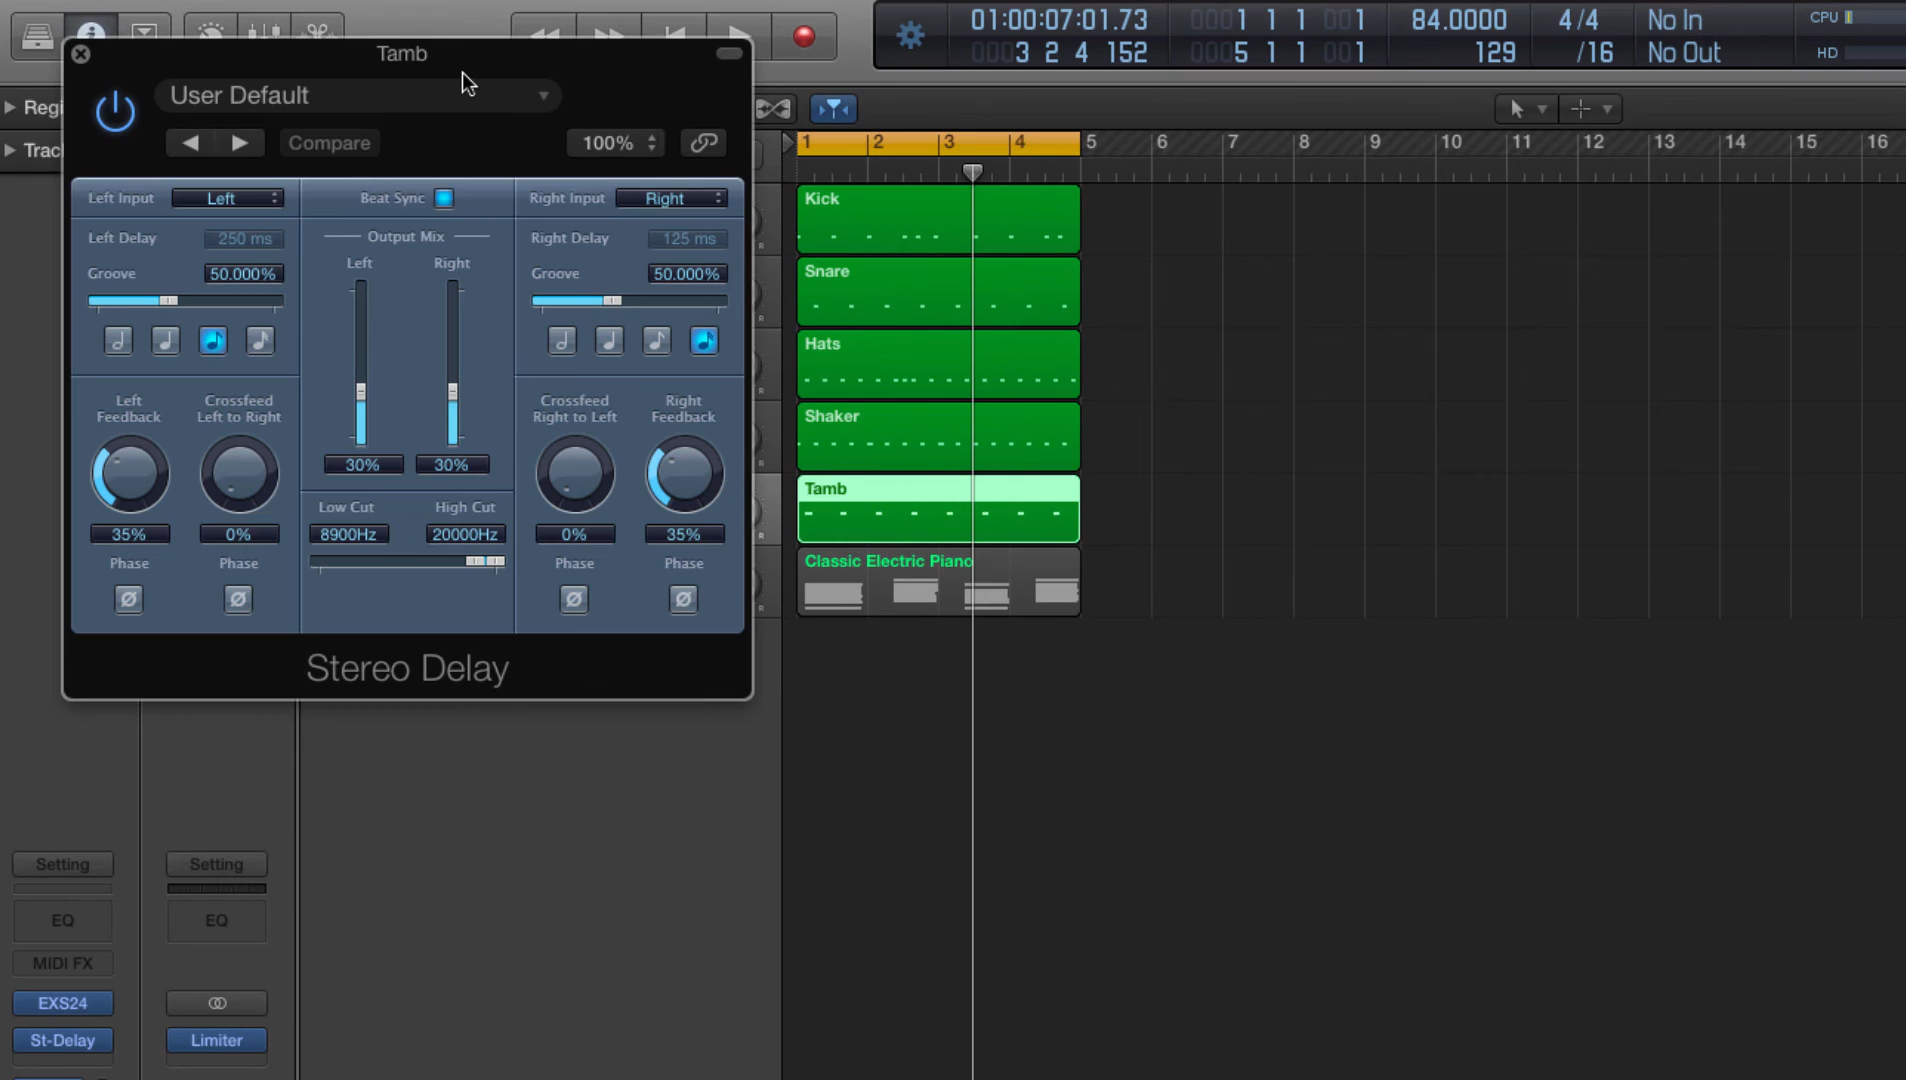 01:00:07:01.73
0001 1 1 001
84.0000
4/4
No In
CPU
0003 2 4 152
0005 1 1 001
129
/16
No Out
HD
Tamb
User Default
Regi
Trac
Compare
100%
1 2 3 4 5 6 7 8 9 10 11 12 13 14 15 16
Left Input
Left
Beat Sync
Right Input
Right
Left Delay
250 ms
Output Mix
Right Delay
125 ms
Groove
50.000%
Left
Right
Groove
50.000%
Left
Feedback
Crossfeed
Left to Right
Crossfeed
Right to Left
Right
Feedback
30%
30%
Low Cut
High Cut
35%
0%
8900Hz
20000Hz
0%
35%
Phase
Phase
Phase
Phase
Ø
Ø
Ø
Ø
Stereo Delay
Kick
R
Snare
R
Hats
R
Shaker
R
Tamb
R
Classic Electric Piano
R
Setting
Setting
EQ
EQ
MIDI FX
EXS24
St-Delay
Limiter